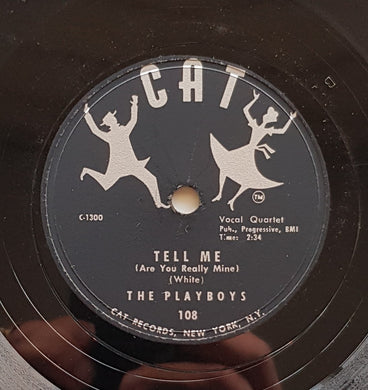 CAT
TM
C-1300
Vocal Quartet
Pub., Progressive, BMI
Time: 2:34
TELL ME
(Are You Really Mine)
(White)
THE PLAYBOYS
108
CAT RECORDS, NEW YORK, N.Y.